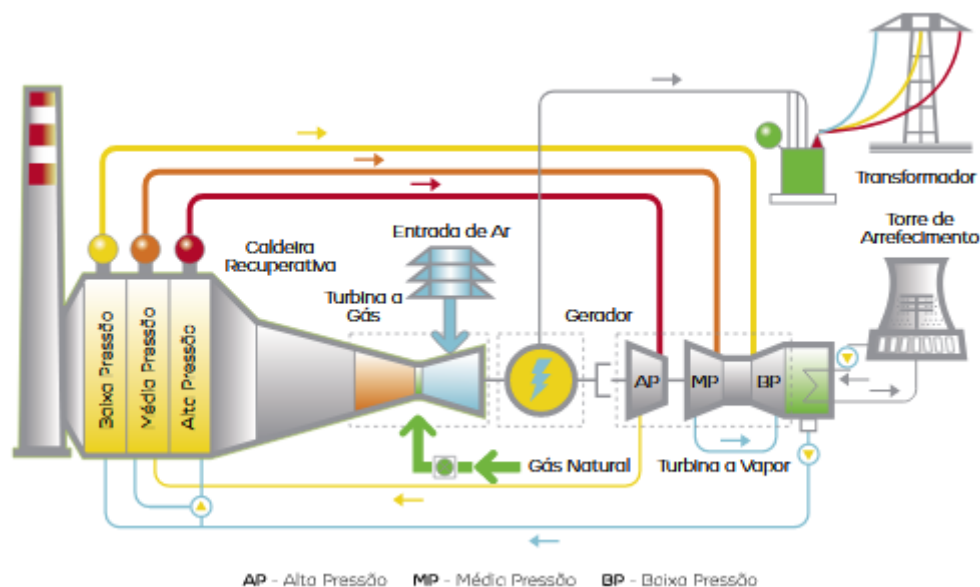 Transformador
Torre de
Arrefecimento
Entrada de Ar
Caldeira
Recuperativa
Turbina a
Gás
Gerador
Baixa Pressão
Média Pressão
Alta Pressão
AP
MP
BP
Gás Natural
Turbina a Vapor
AP - Alta Pressão MP - Média Pressão BP - Baixa Pressão